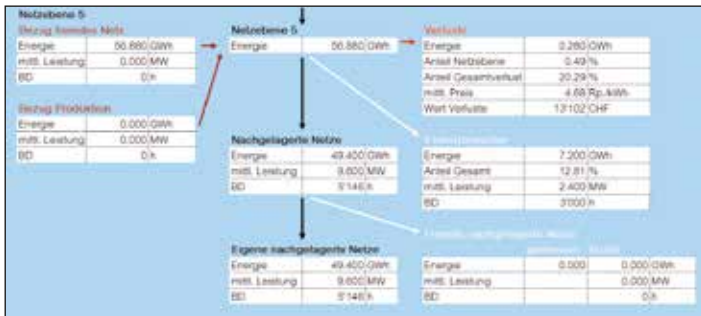 Netzebene 5
Bezug fremdes Netz
Energie 56.880 GWh
mittl. Leistung 0.000 MW
BD 0 h
Bezug Produktion
Energie 0.000 GWh
mittl. Leistung 0.000 MW
BD 0 h
Netzebene 5
Energie 56.880 GWh
Verluste
Energie 0.280 GWh
Anteil Netzebene 0.49 %
Anteil Gesamtverlust 20.29 %
mittl. Preis 4.68 Rp./kWh
Wert Verluste 13'102 CHF
Nachgelagerte Netze
Energie 49.400 GWh
mittl. Leistung 9.600 MW
BD 5'146 h
Energie 7.200 GWh
Anteil Gesamt 12.81 %
mittl. Leistung 2.400 MW
BD 3'000 h
Eigene nachgelagerte Netze
Energie 49.400 GWh
mittl. Leistung 9.600 MW
BD 5'146 h
nachgelagerte Netze
Energie 0.000 0.000 GWh
mittl. Leistung 0.000 MW
BD 0 h